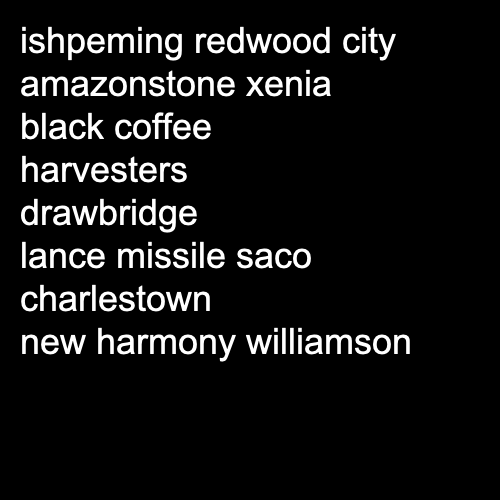 ishpeming redwood city
amazonstone xenia
black coffee
harvesters
drawbridge
lance missile saco
charlestown
new harmony williamson